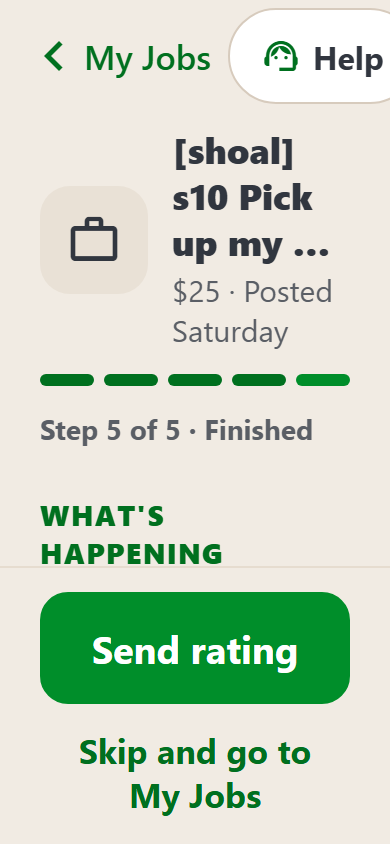 My Jobs
Help
[shoal]
s10 Pick
up my ...
$25 · Posted
Saturday
Step 5 of 5 · Finished
WHAT'S
HAPPENING
Send rating
Skip and go to
My Jobs